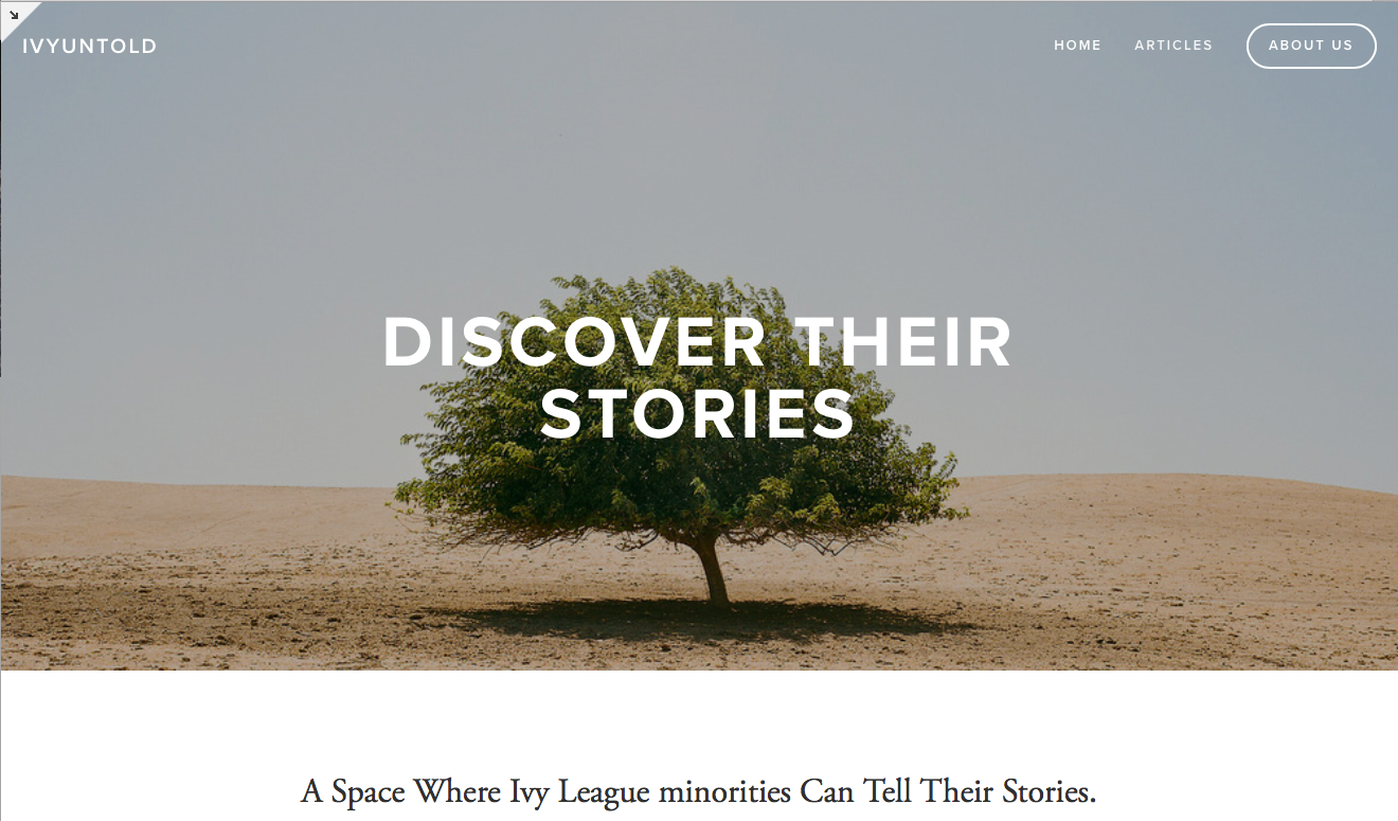 IVYUNTOLD
HOME ARTICLES ABOUT US
DISCOVER THEIR
STORIES
A Space Where Ivy League minorities Can Tell Their Stories.